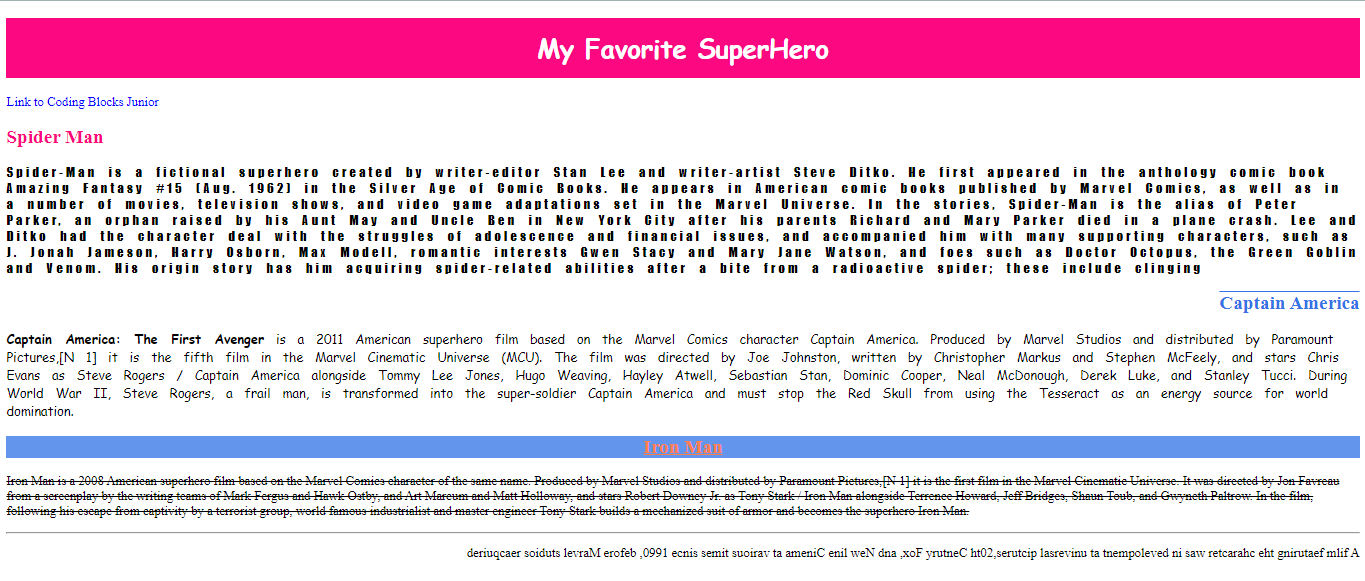 My Favorite SuperHero
Link to Coding Blocks Junior
Spider Man
Spider-Man is a fictional superhero created by writer-editor Stan Lee and writer-artist Steve Ditko. He first appeared in the anthology comic book
Amazing Fantasy #15 (Aug. 1962) in the Silver Age of Comic Books. He appears in American comic books published by Marvel Comics, as well as in
a number of movies, television shows, and video game adaptations set in the Marvel Universe. In the stories, Spider-Man is the alias of Peter
Parker, an orphan raised by his Aunt May and Uncle Ben in New York City after his parents Richard and Mary Parker died in a plane crash. Lee and
Ditko had the character deal with the struggles of adolescence and financial issues, and accompanied him with many supporting characters, such as
J. Jonah Jameson, Harry Osborn, Max Modell, romantic interests Gwen Stacy and Mary Jane Watson, and foes such as Doctor Octopus, the Green Goblin
and Venom. His origin story has him acquiring spider-related abilities after a bite from a radioactive spider; these include clinging
Captain America
Captain America: The First Avenger is a 2011 American superhero film based on the Marvel Comics character Captain America. Produced by Marvel Studios and distributed by Paramount
Pictures,[N 1] it is the fifth film in the Marvel Cinematic Universe (MCU). The film was directed by Joe Johnston, written by Christopher Markus and Stephen McFeely, and stars Chris
Evans as Steve Rogers / Captain America alongside Tommy Lee Jones, Hugo Weaving, Hayley Atwell, Sebastian Stan, Dominic Cooper, Neal McDonough, Derek Luke, and Stanley Tucci. During
World War II, Steve Rogers, a frail man, is transformed into the super-soldier Captain America and must stop the Red Skull from using the Tesseract as an energy source for world
domination.
Iron Man
Iron Man is a 2008 American superhero film based on the Marvel Comics character of the same name. Produced by Marvel Studios and distributed by Paramount Pictures,[N 1] it is the first film in the Marvel Cinematic Universe. It was directed by Jon Favreau
from a screenplay by the writing teams of Mark Fergus and Hawk Ostby, and Art Marcum and Matt Holloway, and stars Robert Downey Jr. as Tony Stark / Iron Man alongside Terrence Howard, Jeff Bridges, Shaun Toub, and Gwyneth Paltrow. In the film,
following his escape from captivity by a terrorist group, world famous industrialist and master engineer Tony Stark builds a mechanized suit of armor and becomes the superhero Iron Man.
deriuqcaer soiduts levraM erofeb ,0991 ecnis semit suoirav ta ameniC enil weN dna ,xoF yrutneC ht02,serutcip lasrevinu ta tnempoleved ni saw retcarahc eht gnirutaef mlif A